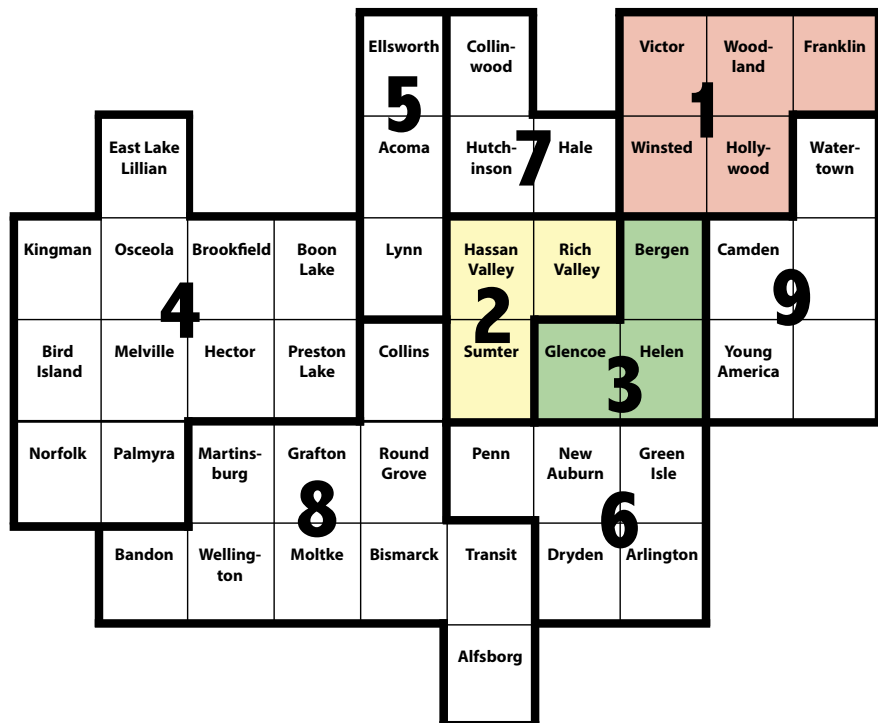 Ellsworth
Collin-
wood
Victor
Wood-
land
Franklin
5
1
East Lake
Lillian
Acoma
Hutch-
inson
7
Hale
Winsted
Holly-
wood
Water-
town
Kingman
Osceola
Brookfield
Boon
Lake
Lynn
Hassan
Valley
Rich
Valley
Bergen
Camden
4
2
9
Bird
Island
Melville
Hector
Preston
Lake
Collins
Sumter
Glencoe
Helen
Young
America
3
Norfolk
Palmyra
Martins-
burg
Grafton
Round
Grove
Penn
New
Auburn
Green
Isle
8
6
Bandon
Welling-
ton
Moltke
Bismarck
Transit
Dryden
Arlington
Alfsborg